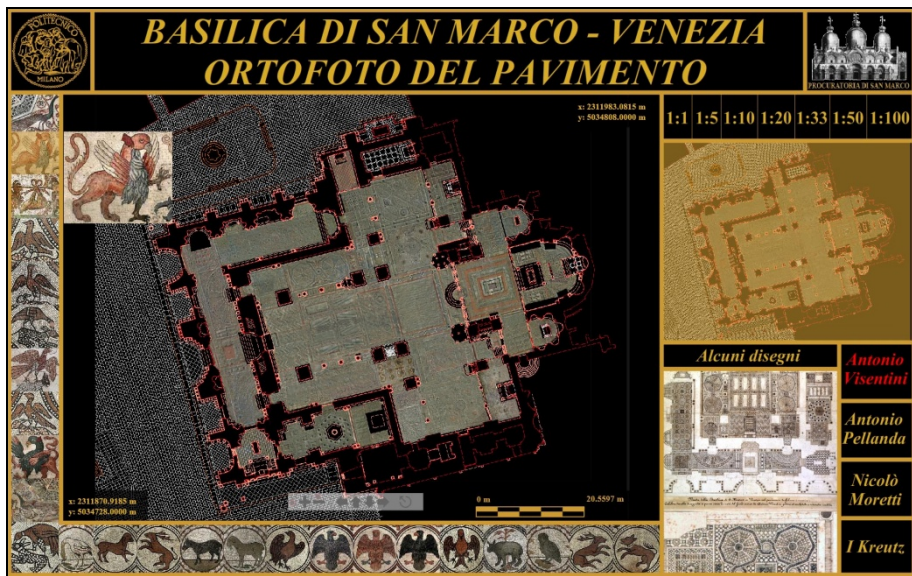 POLITECNICO
MILANO
BASILICA DI SAN MARCO - VENEZIA
ORTOFOTO DEL PAVIMENTO
PROCURATORIA DI SAN MARCO
x: 2311983.0815 m
y: 5034808.0000 m
1:1 1:5 1:10 1:20 1:33 1:50 1:100
Alcuni disegni
Antonio
Visentini
Antonio
Pellanda
Nicolò
Moretti
I Kreutz
x: 2311870.9185 m
y: 5034728.0000 m
0 m
20.5597 m